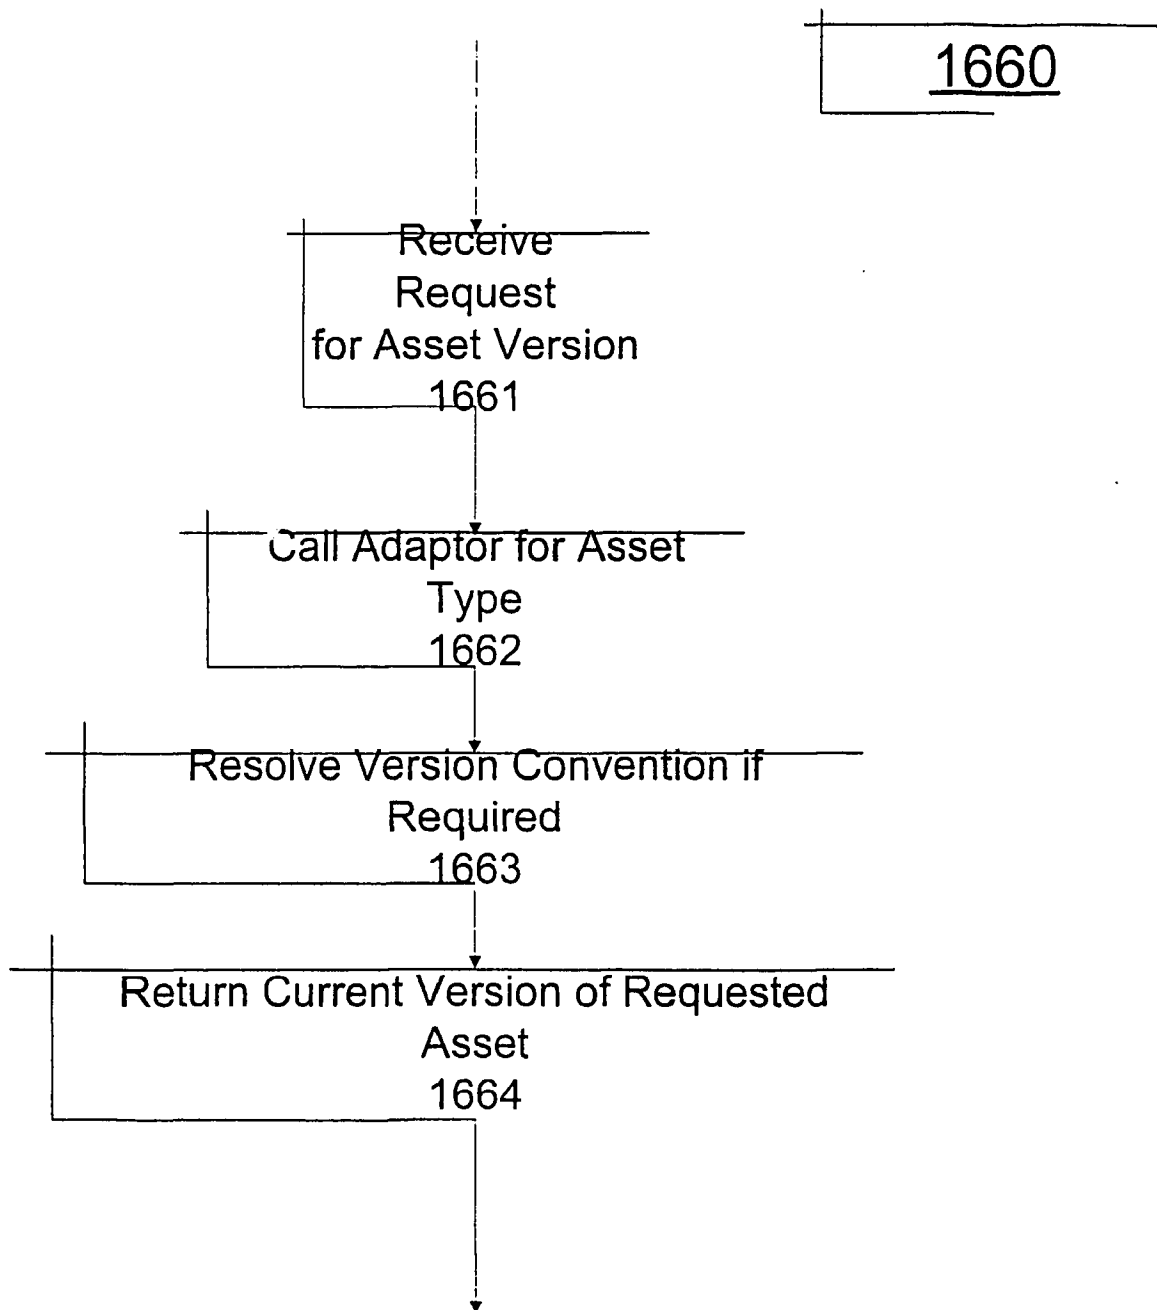 1660
Receive
Request
for Asset Version
1661
Call Adaptor for Asset
Type
1662
Resolve Version Convention if
Required
1663
Return Current Version of Requested
Asset
1664